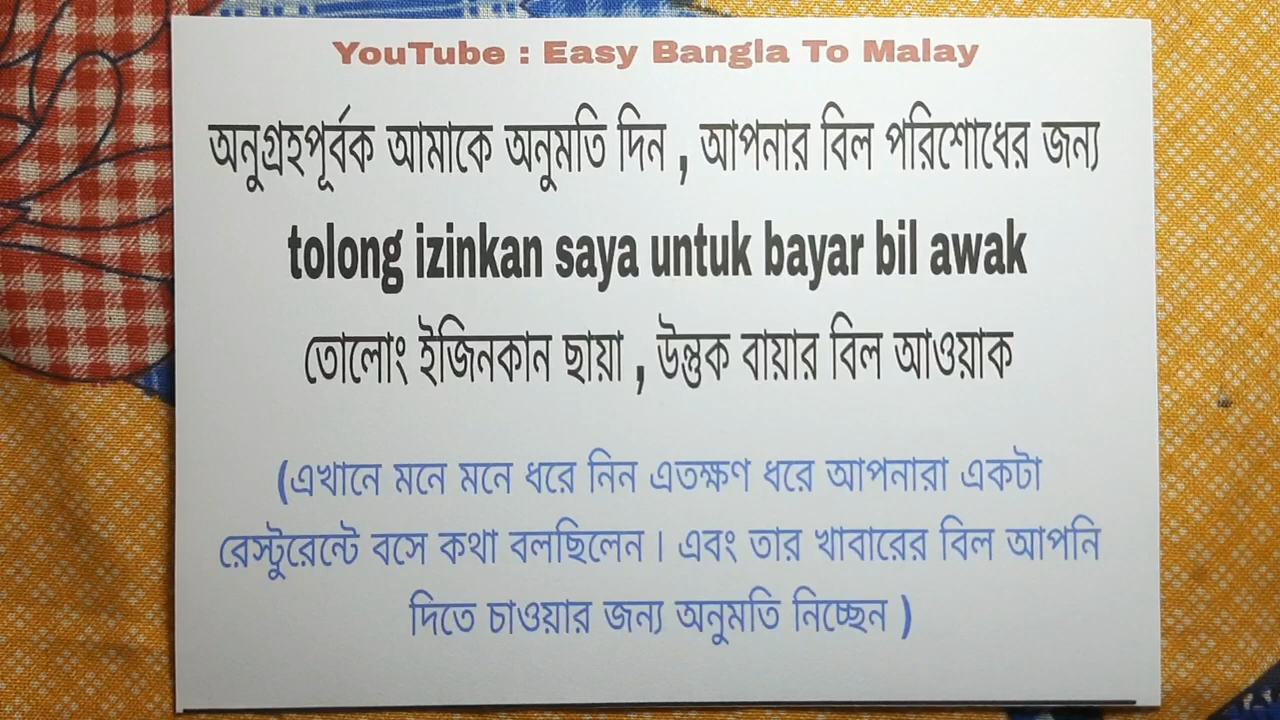 YouTube : Easy Bangla To Malay
অনুগ্রহপূর্বক আমাকে অনুমতি দিন , আপনার বিল পরিশোধের জন্য
tolong izinkan saya untuk bayar bil awak
তোলোং ইজিনকান ছায়া , উন্তুক বায়ার বিল আওয়াক
(এখানে মনে মনে ধরে নিন এতক্ষণ ধরে আপনারা একটা
রেস্টুরেন্টে বসে কথা বলছিলেন । এবং তার খাবারের বিল আপনি
দিতে চাওয়ার জন্য অনুমতি নিচ্ছেন )